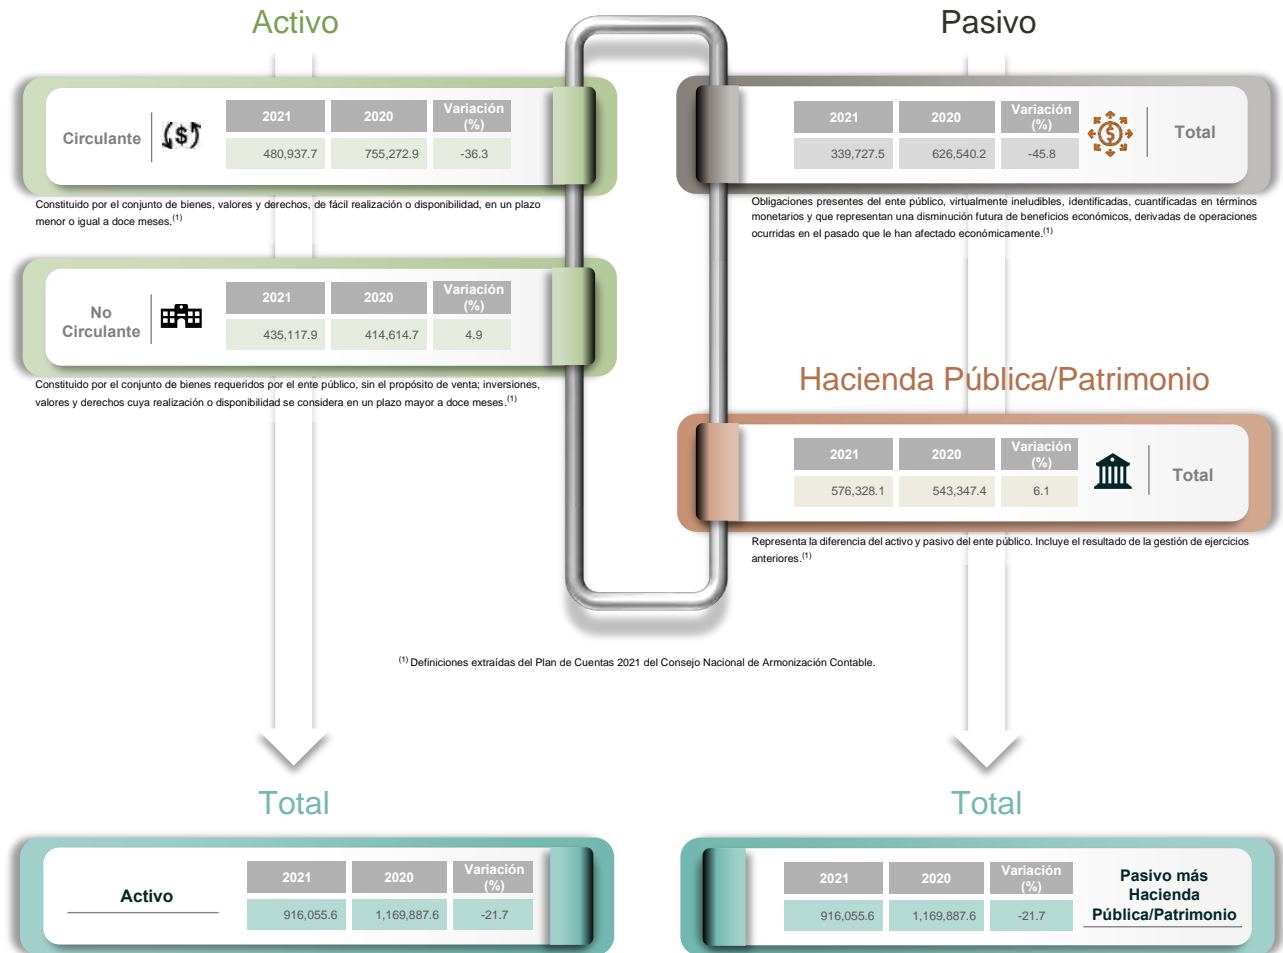 Activo
Circulante
2021 2020 Variación
(%)
480,937.7 755,272.9 -36.3
Constituido por el conjunto de bienes, valores y derechos, de fácil realización o disponibilidad, en un plazo
menor o igual a doce meses.(1)
No
Circulante
2021 2020 Variación
(%)
435,117.9 414,614.7 4.9
Constituido por el conjunto de bienes requeridos por el ente público, sin el propósito de venta; inversiones,
valores y derechos cuya realización o disponibilidad se considera en un plazo mayor a doce meses.(1)
Pasivo
2021 2020 Variación
(%)
339,727.5 626,540.2 -45.8
Total
Obligaciones presentes del ente público, virtualmente ineludibles, identificadas, cuantificadas en términos
monetarios y que representan una disminución futura de beneficios económicos, derivadas de operaciones
ocurridas en el pasado que le han afectado económicamente.(1)
Hacienda Pública/Patrimonio
2021 2020 Variación
(%)
576,328.1 543,347.4 6.1
Total
Representa la diferencia del activo y pasivo del ente público. Incluye el resultado de la gestión de ejercicios
anteriores.(1)
(1) Definiciones extraídas del Plan de Cuentas 2021 del Consejo Nacional de Armonización Contable.
Total
Activo
2021 2020 Variación
(%)
916,055.6 1,169,887.6 -21.7
Total
2021 2020 Variación
(%)
916,055.6 1,169,887.6 -21.7
Pasivo más
Hacienda
Pública/Patrimonio